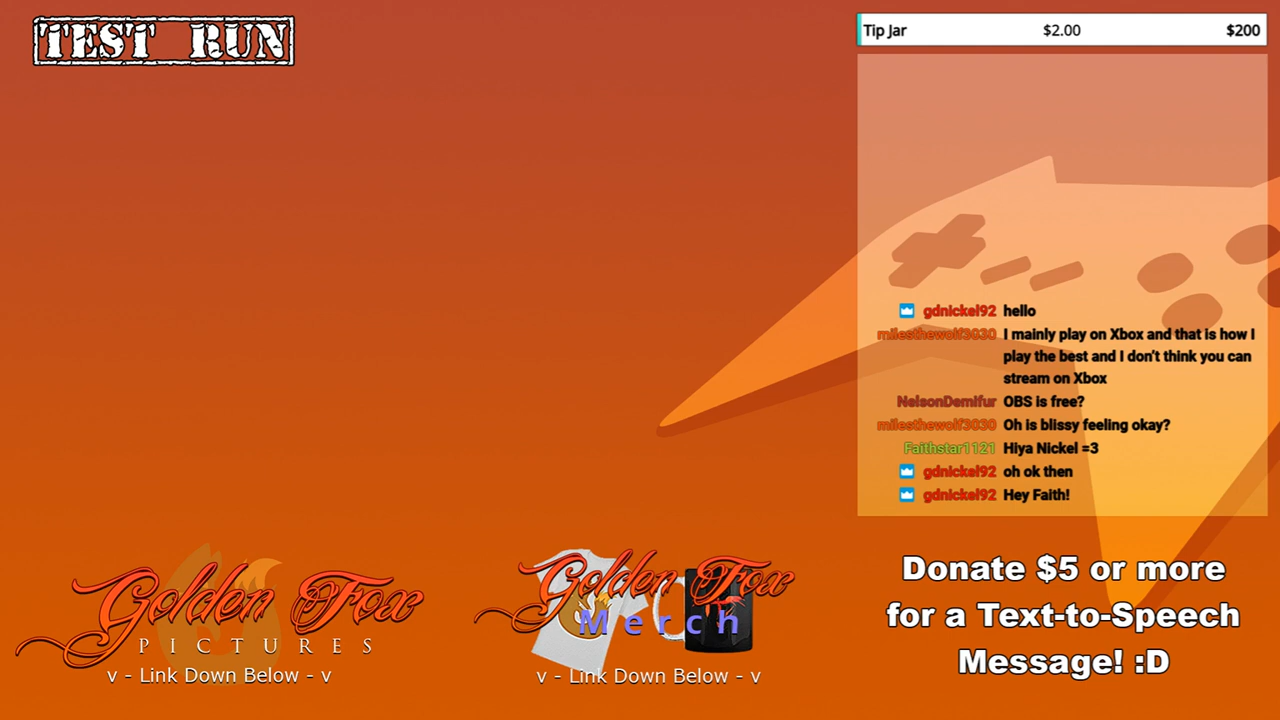 TEST RUN
Tip Jar $2.00 $200
gdnickel92 hello
milesthewolf3030 I mainly play on Xbox and that is how I
play the best and I don't think you can
stream on Xbox
NelsonDemifur OBS is free?
milesthewolf3030 Oh is blissy feeling okay?
Faithstar1121 Hiya Nickel =3
gdnickel92 oh ok then
gdnickel92 Hey Faith!
Golden Fox
PICTURES
v - Link Down Below - v
Golden Fox
Merch
v - Link Down Below - v
Donate $5 or more
for a Text-to-Speech
Message! :D